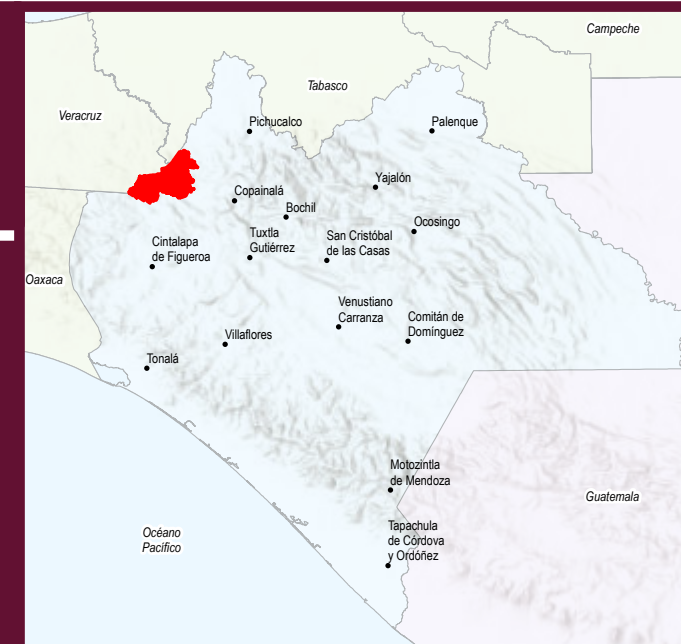 Campeche
Tabasco
Veracruz
Pichucalco
Palenque
Yajalón
Copainalá
Bochil
Ocosingo
Tuxtla
Gutiérrez
San Cristóbal
de las Casas
Cintalapa
de Figueroa
Oaxaca
Venustiano
Carranza
Comitán de
Domínguez
Villaflores
Tonalá
Motozintla
de Mendoza
Guatemala
Océano
Pacifico
Tapachula
de Córdova
y Ordóñez